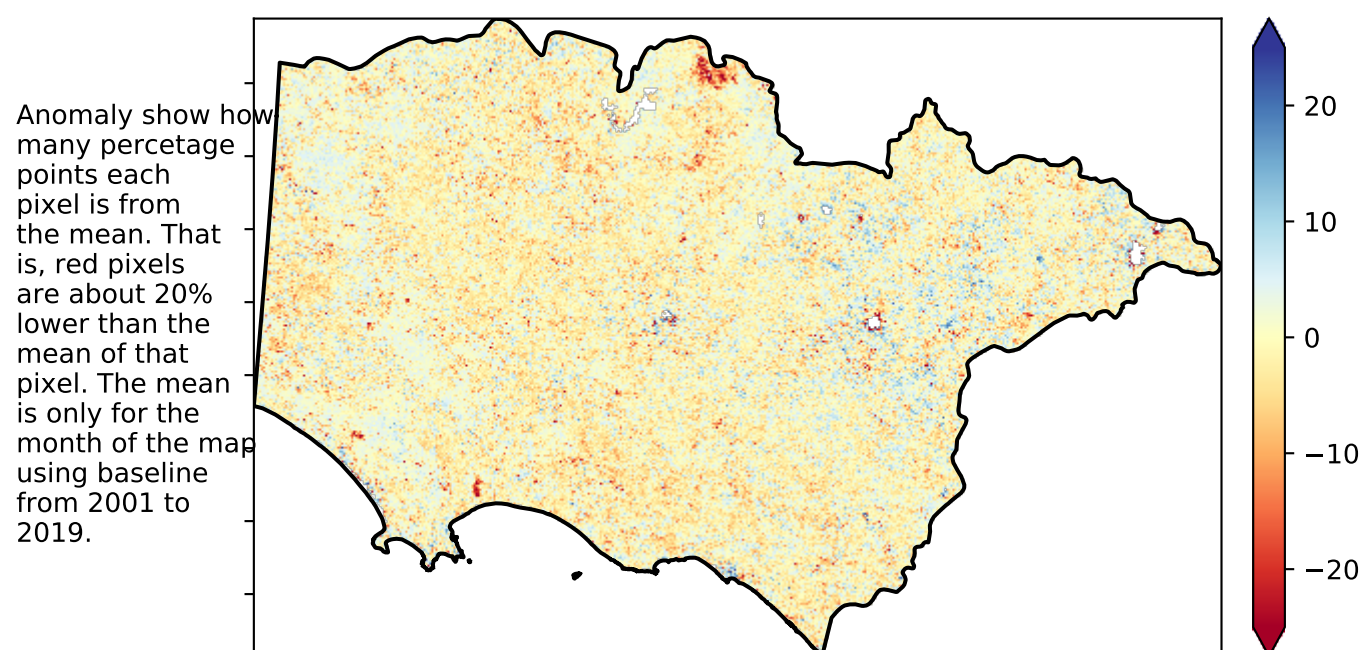 Anomaly show how
many percetage
points each
pixel is from
the mean. That
is, red pixels
are about 20%
lower than the
mean of that
pixel. The mean
is only for the
month of the map
using baseline
from 2001 to
2019.
20
10
0
−10
−20